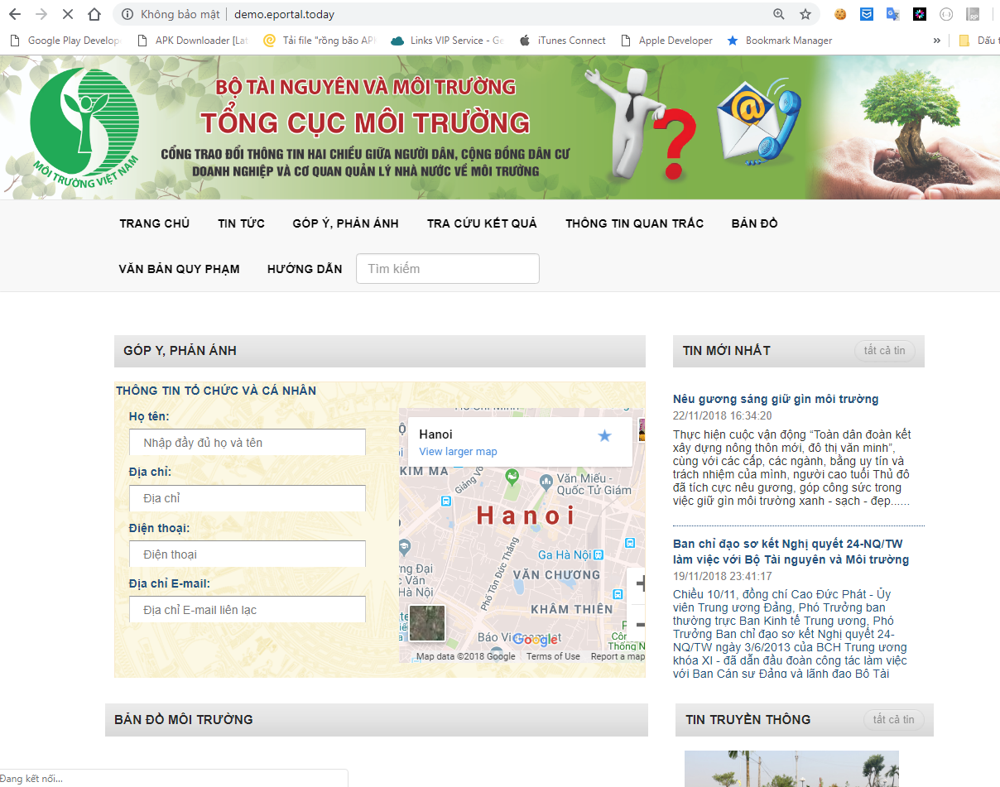 Không bảo mật
demo.eportal.today
Google Play Develop
APK Downloader [Lat
Tải file "rồng bão AP
Links VIP Service - Ge
iTunes Connect
Apple Developer
Bookmark Manager
»
Dấu t
BỘ TÀI NGUYÊN VÀ MÔI TRƯỜNG
TỔNG CỤC MÔI TRƯỜNG
CỔNG TRAO ĐỔI THÔNG TIN HAI CHIỀU GIỮA NGƯỜI DÂN, CỘNG ĐỒNG DÂN CƯ
DOANH NGHIỆP VÀ CƠ QUAN QUẢN LÝ NHÀ NƯỚC VỀ MÔI TRƯỜNG
MÔI TRƯỜNG VIỆT NAM
TRANG CHỦ
TIN TỨC
GÓP Ý, PHẢN ÁNH
TRA CỨU KẾT QUẢ
THÔNG TIN QUAN TRẮC
BẢN ĐỒ
VĂN BẢN QUY PHẠM
HƯỚNG DẪN
Tìm kiếm
GÓP Y, PHẢN ÁNH
THÔNG TIN TỔ CHỨC VÀ CÁ NHÂN
Họ tên:
Nhập đầy đủ họ và tên
Địa chỉ:
Địa chỉ
Điện thoại:
Điện thoại
Địa chỉ E-mail:
Địa chỉ E-mail liên lạc
Hanoi
View larger map
KIM MÃ
Giảng Võ
Văn Miếu -
Quốc Tử Giám
Hanoi
Ga Hà Nội
VĂN CHƯƠNG
Phố Tôn Đức Thắng
KHÂM THIÊN
Google
Map data ©2018 Google
Terms of Use
Report a map
TIN MỚI NHẤT
tất cả tin
Nêu gương sáng giữ gìn môi trường
22/11/2018 16:34:20
Thực hiện cuộc vận động “Toàn dân đoàn kết
xây dựng nông thôn mới, đô thị văn minh”,
cùng với các cấp, các ngành, bằng uy tín và
trách nhiệm của mình, người cao tuổi Thủ đô
đã tích cực nêu gương, góp công sức trong
việc giữ gìn môi trường xanh - sạch - đẹp......
Ban chỉ đạo sơ kết Nghị quyết 24-NQ/TW
làm việc với Bộ Tài nguyên và Môi trường
19/11/2018 23:41:17
Chiều 10/11, đồng chí Cao Đức Phát - Ủy
viên Trung ương Đảng, Phó Trưởng ban
thường trực Ban Kinh tế Trung ương, Phó
Trưởng Ban chỉ đạo sơ kết Nghị quyết 24-
NQ/TW ngày 3/6/2013 của BCH Trung ương
khóa XI - đã dẫn đầu đoàn công tác làm việc
với Ban Cán sự Đảng và lãnh đạo Bộ Tài
BẢN ĐỒ MÔI TRƯỜNG
TIN TRUYỀN THÔNG
tất cả tin
Đang kết nối...